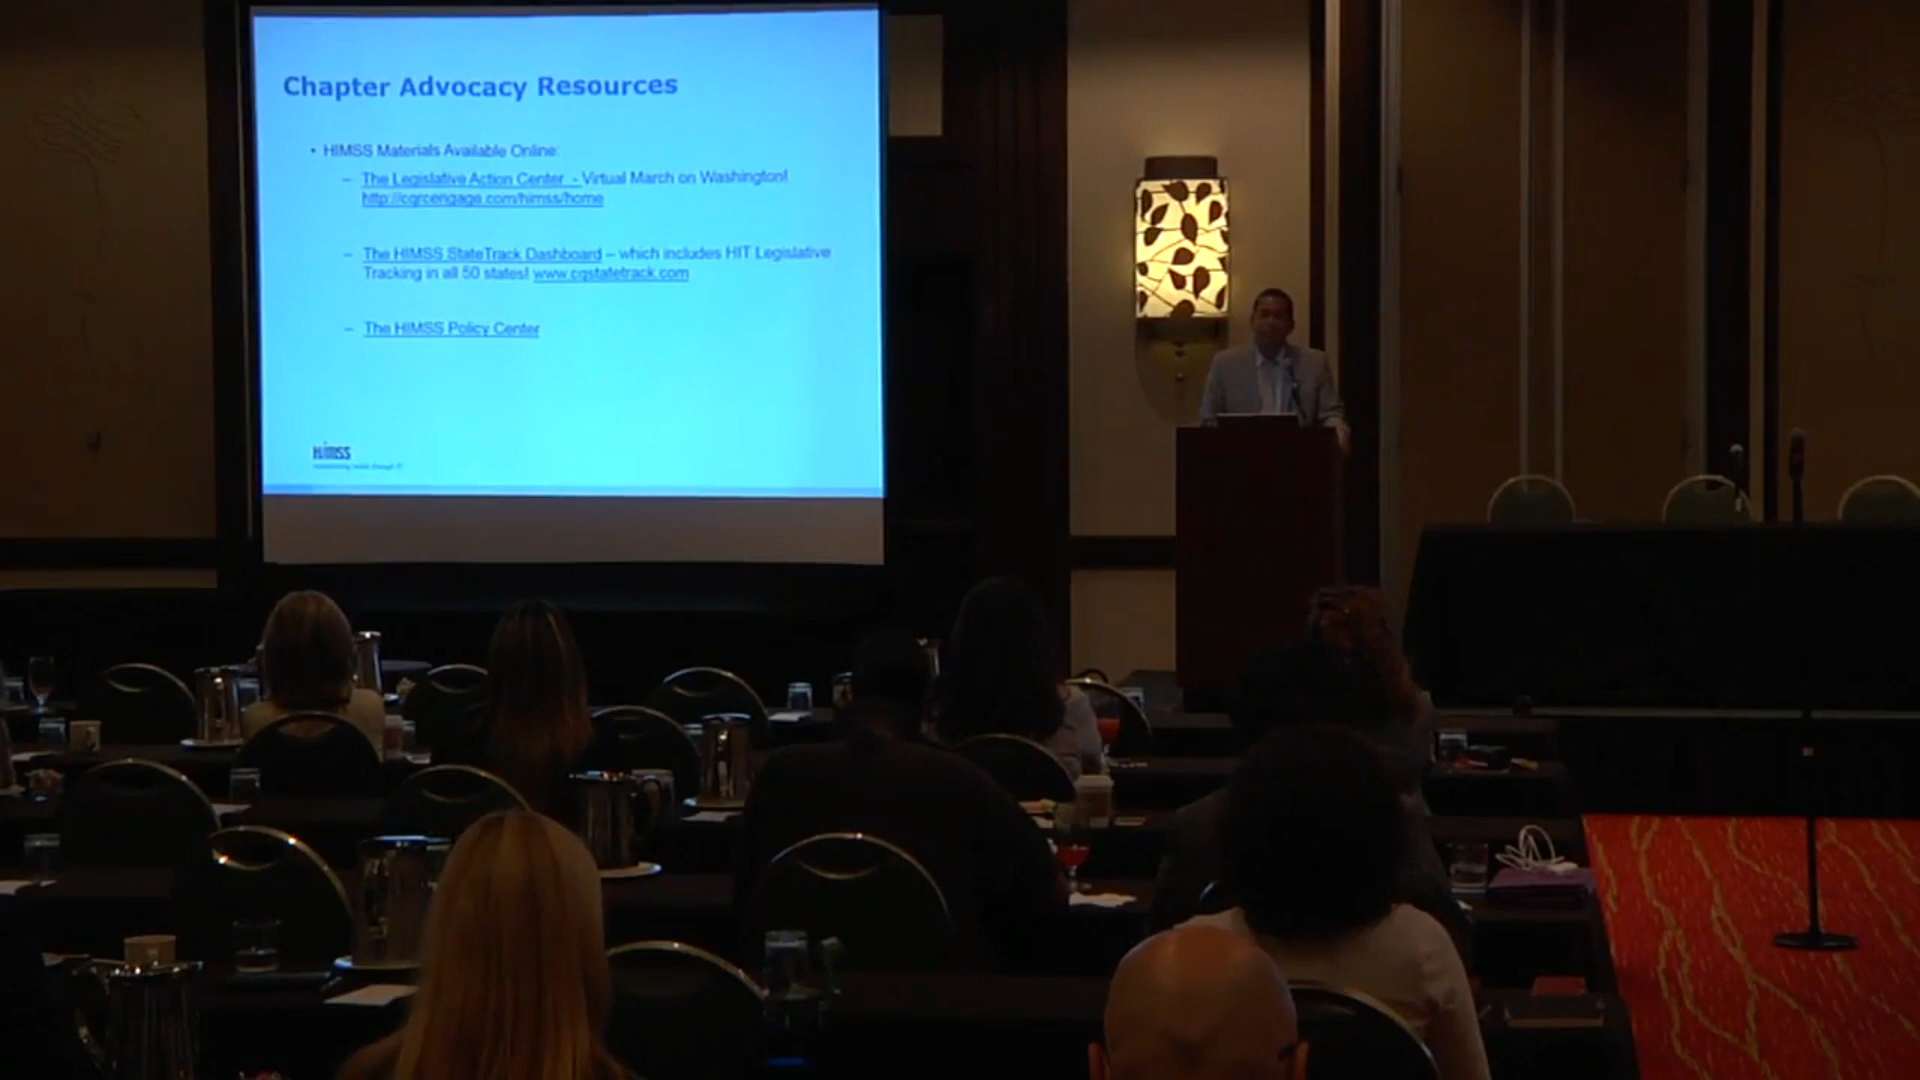 Chapter Advocacy Resources
• HIMSS Materials Available Online:
– The Legislative Action Center - Virtual March on Washington!
http://cqrcengage.com/himss/home
– The HIMSS StateTrack Dashboard – which includes HIT Legislative
Tracking in all 50 states! www.cqstatetrack.com
– The HIMSS Policy Center
HIMSS